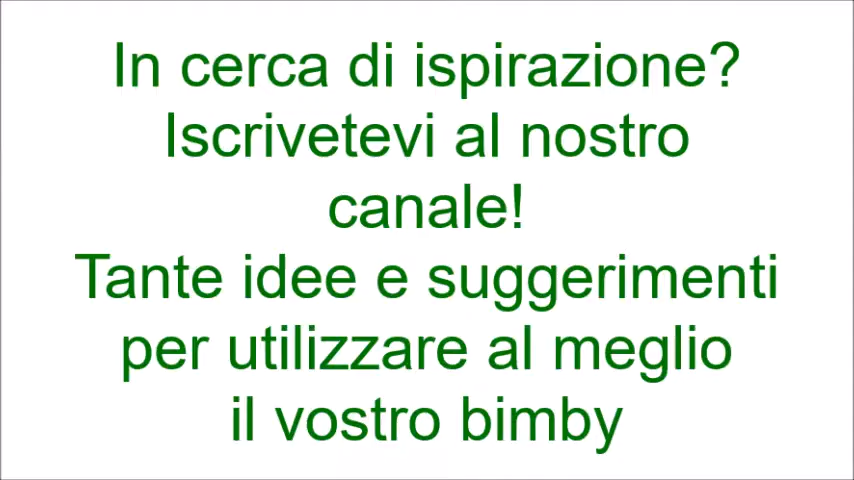 In cerca di ispirazione?
Iscrivetevi al nostro
canale!
Tante idee e suggerimenti
per utilizzare al meglio
il vostro bimby